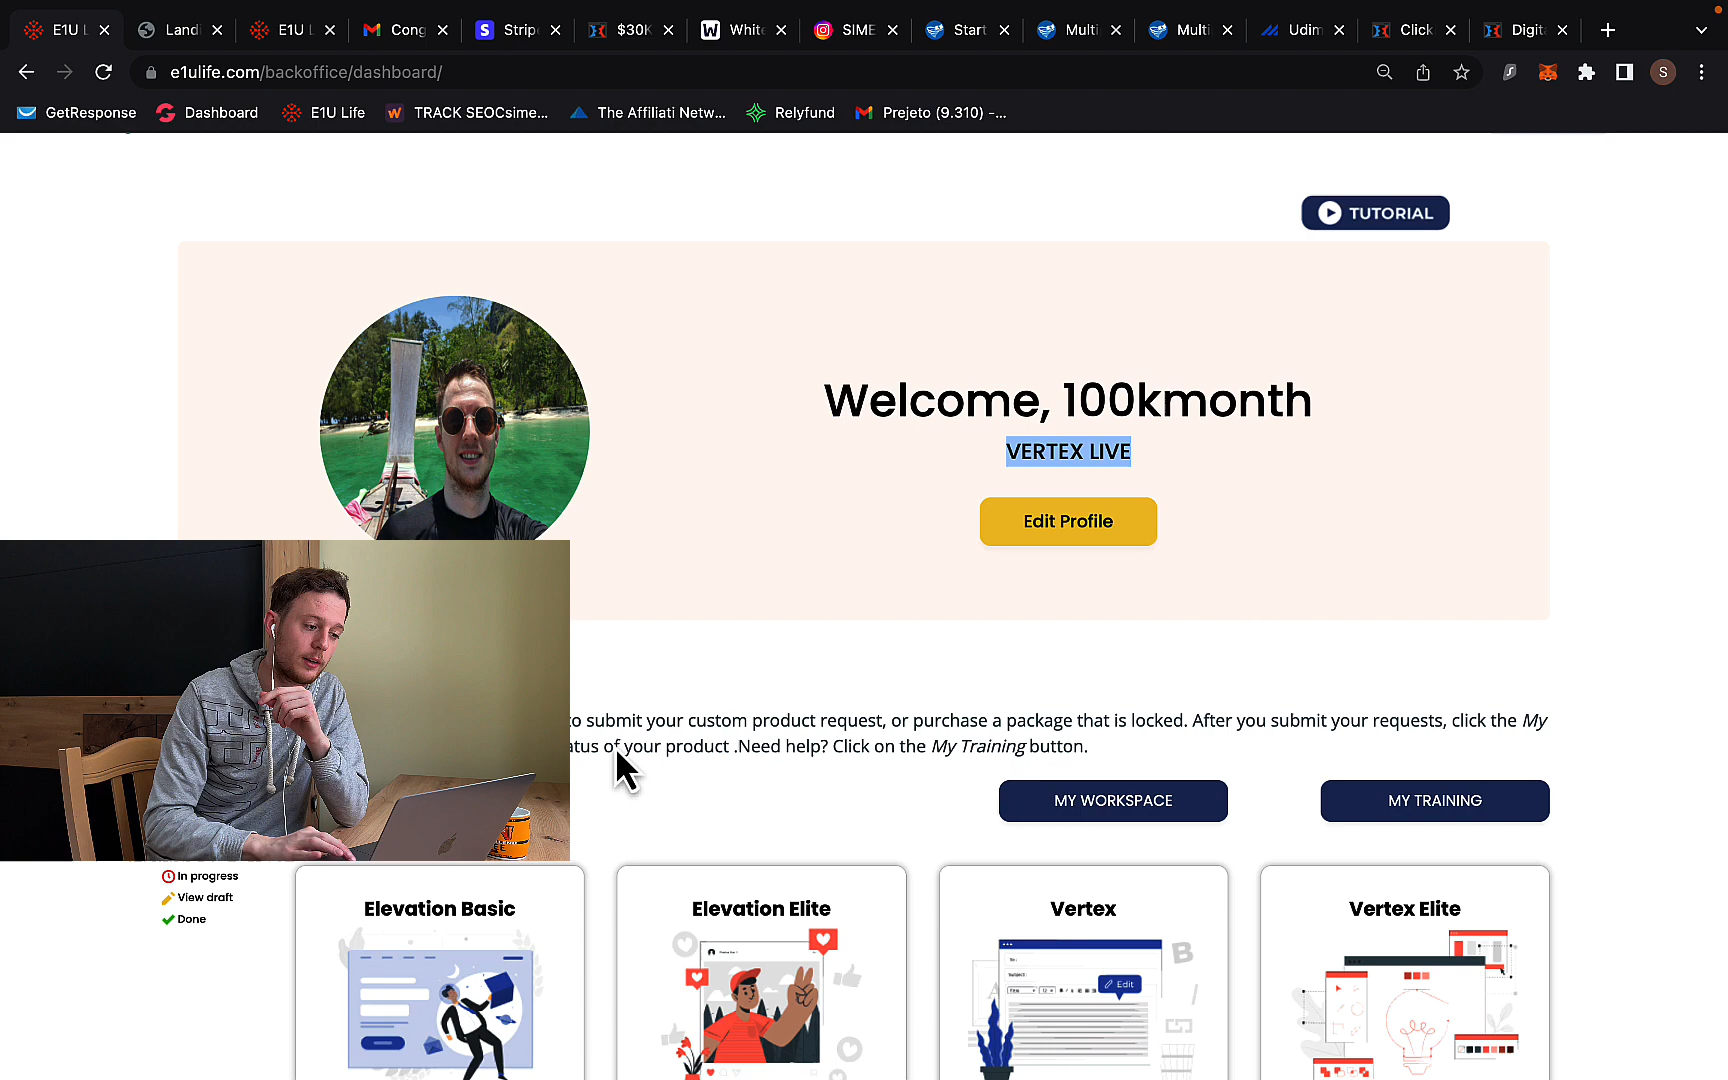 E1U L
Landi
E1U L
Cong
Strip
$30K
White
SIME
Start
Multi
Multi
Udim
Click
Digit
e1ulife.com/backoffice/dashboard/
S
GetResponse
Dashboard
E1U Life
TRACK SEOCsime...
The Affiliati Netw...
Relyfund
Prejeto (9.310) -...
TUTORIAL
Welcome, 100kmonth
VERTEX LIVE
Edit Profile
to submit your custom product request, or purchase a package that is locked. After you submit your requests, click the My
atus of your product .Need help? Click on the My Training button.
MY WORKSPACE
MY TRAINING
In progress
View draft
Done
Elevation Basic
Elevation Elite
Vertex
Vertex Elite
Edit